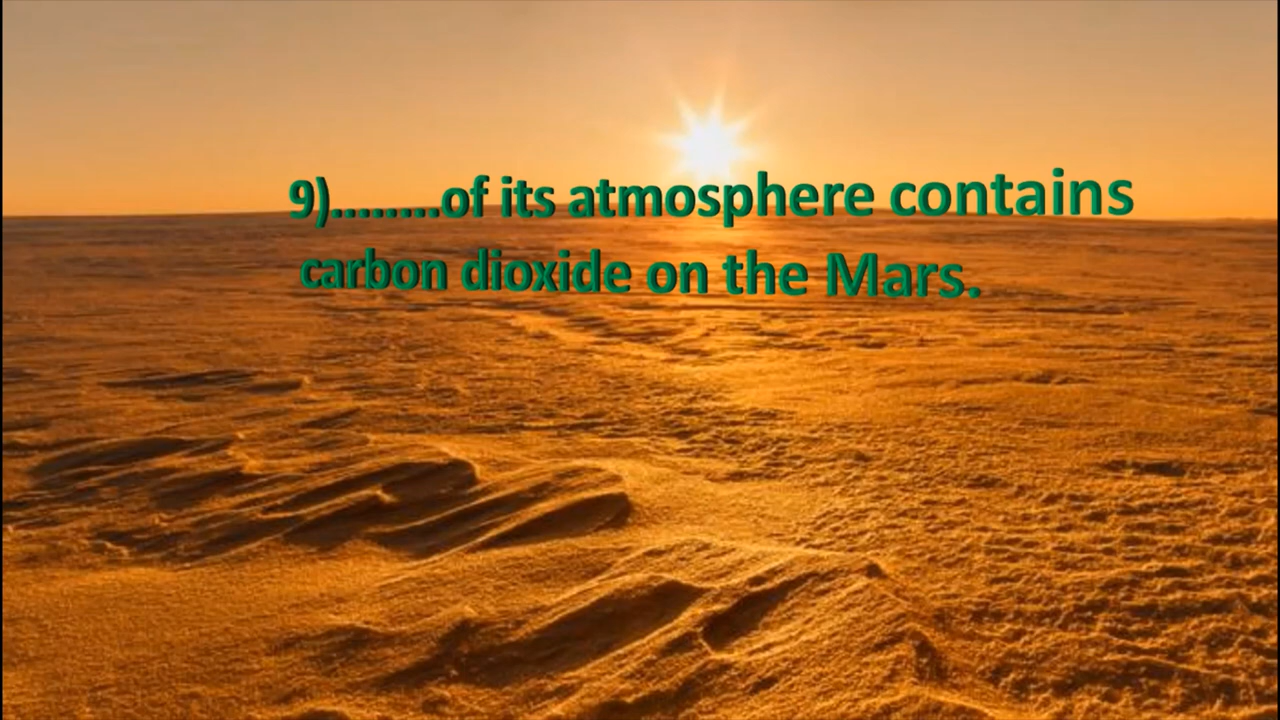 9)........of its atmosphere contains
carbon dioxide on the Mars.